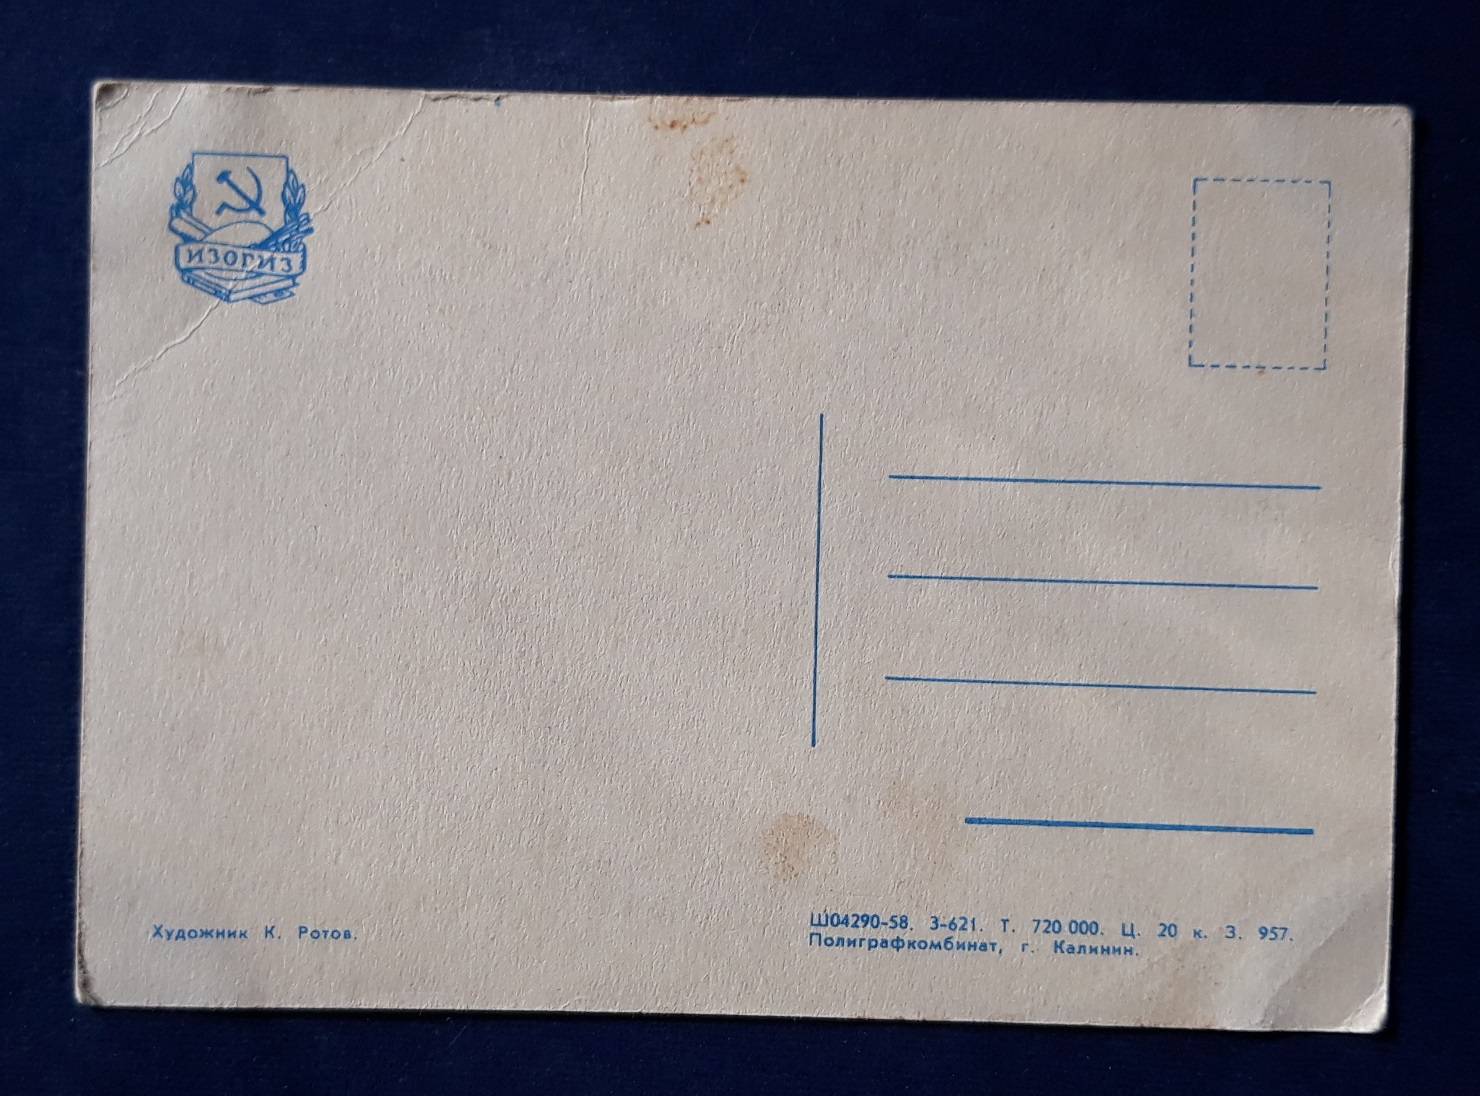 ИЗОГИЗ
Художник К. Ротов.
Ш04290-58. 3-621. Т. 720 000. Ц. 20 к. З. 957.
Полиграфкомбинат, г. Калинин.